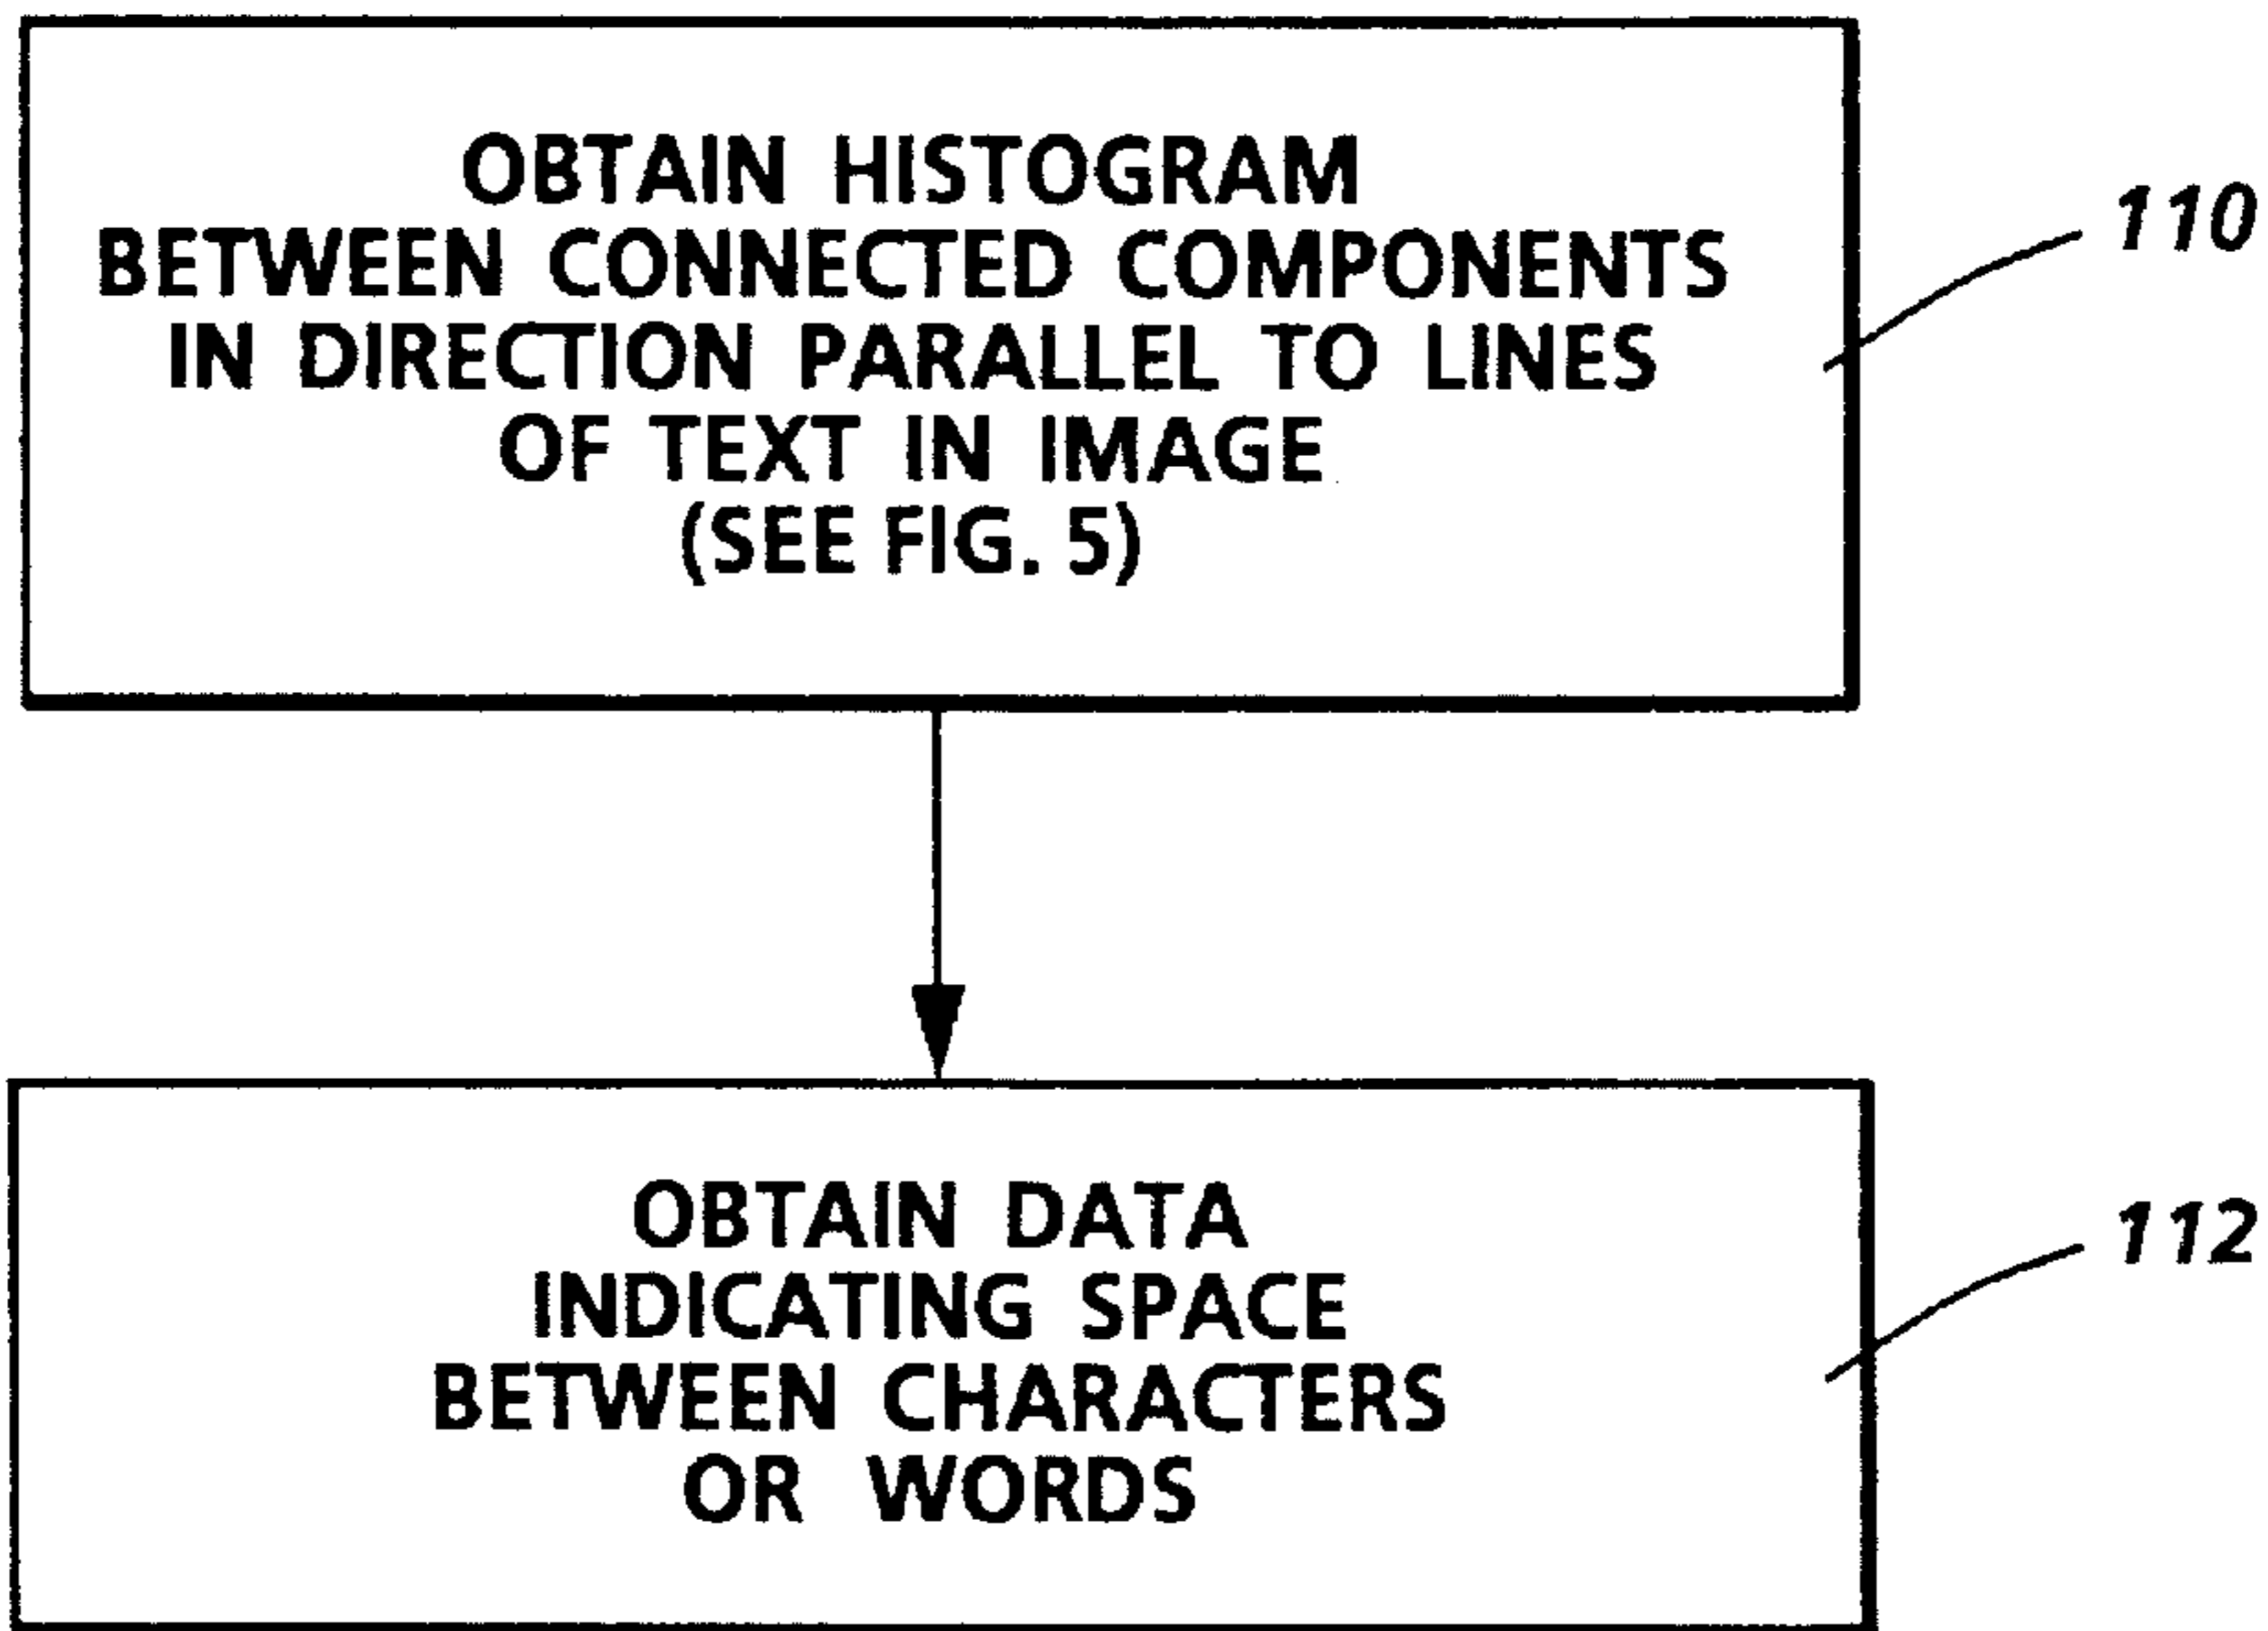 OBTAIN HISTOGRAM
BETWEEN CONNECTED COMPONENTS
IN DIRECTION PARALLEL TO LINES
OF TEXT IN IMAGE
(SEE FIG. 5)
110
OBTAIN DATA
INDICATING SPACE
BETWEEN CHARACTERS
OR WORDS
112